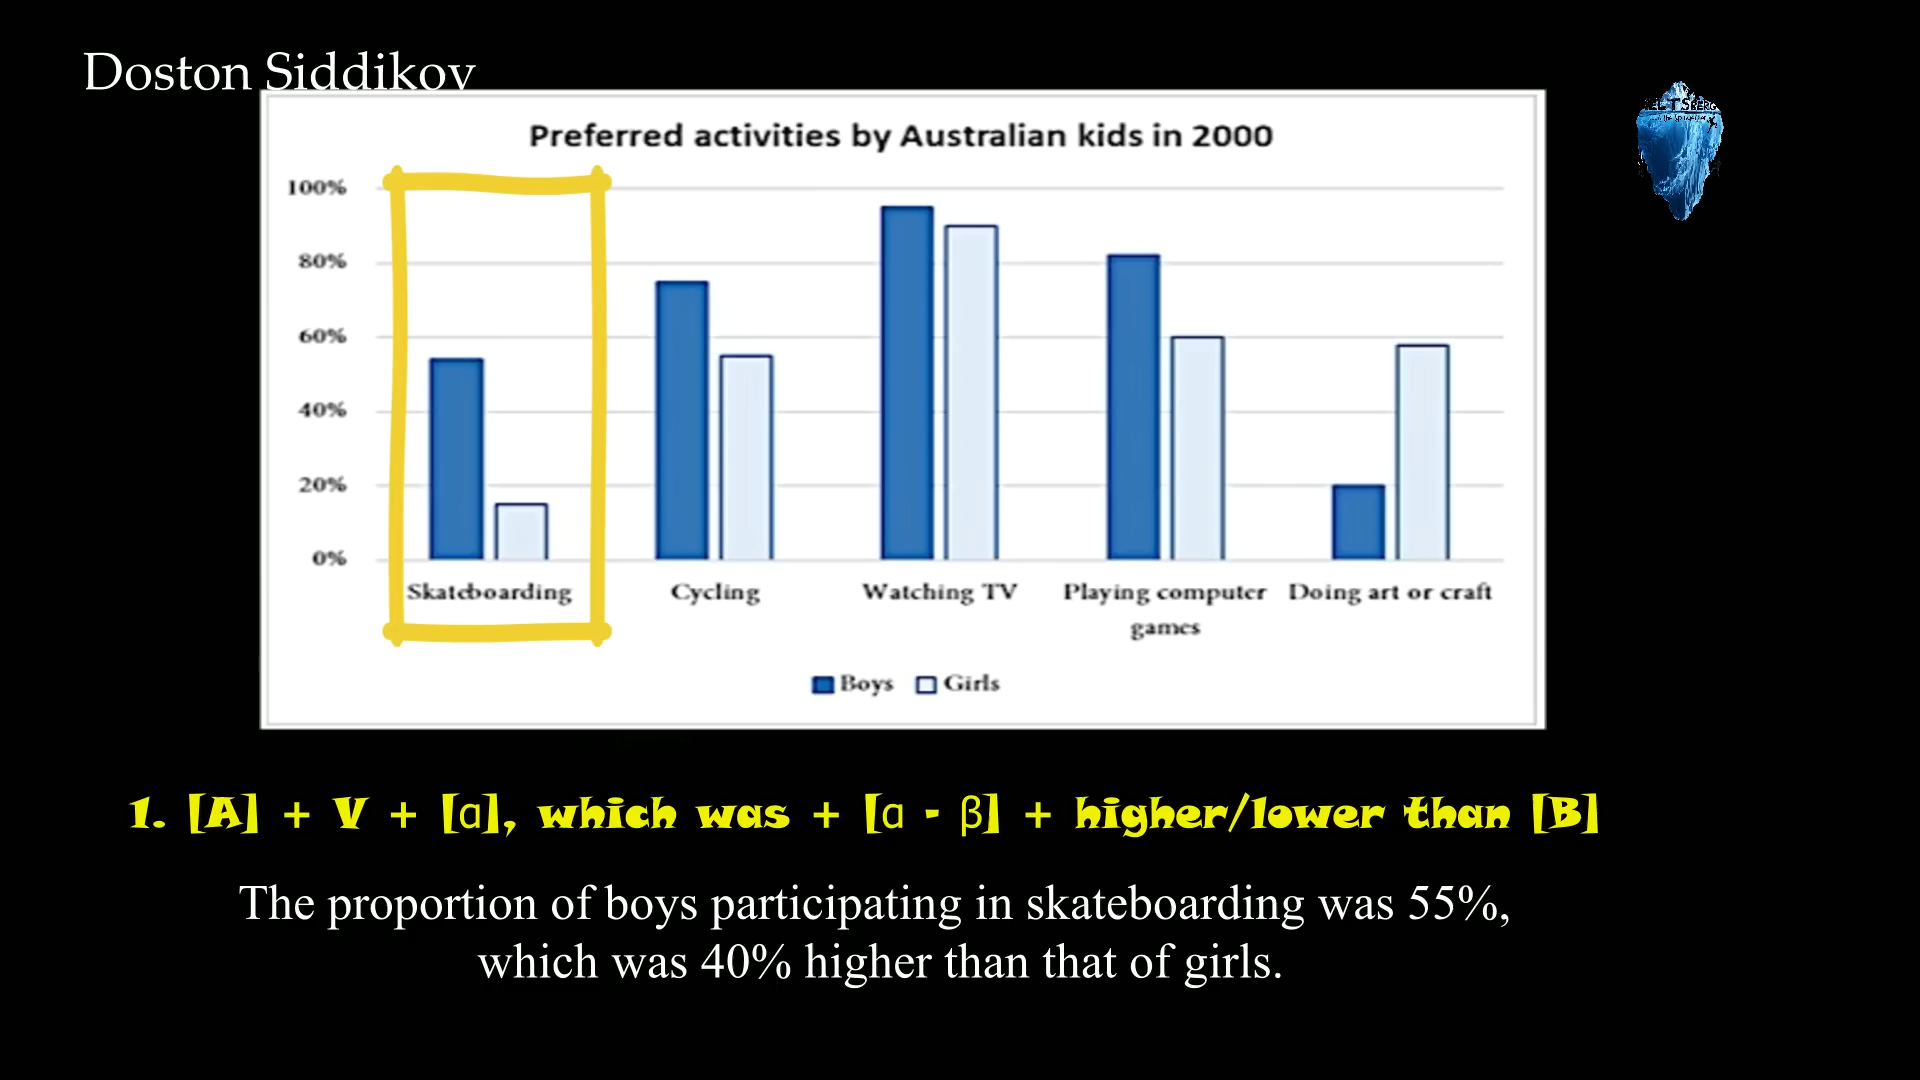 Doston Siddikov
Preferred activities by Australian kids in 2000
100%
80%
60%
40%
20%
0%
Skateboarding
Cycling
Watching TV
Playing computer
games
Doing art or craft
Boys
Girls
1. [A] + V + [α], which was + [α - β] + higher/lower than [B]
The proportion of boys participating in skateboarding was 55%,
which was 40% higher than that of girls.